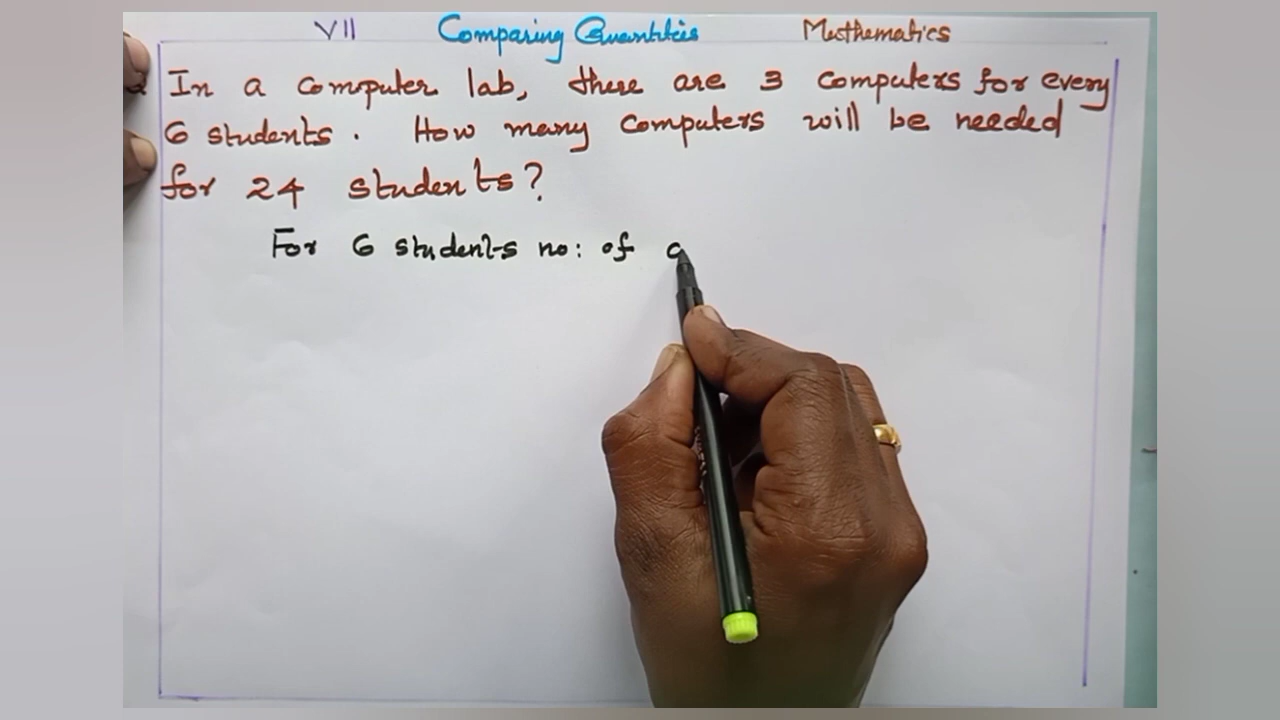 VII Comparing Quantities Mathematics
In a computer lab, there are 3 computers for every
6 students. How many computers will be needed
for 24 students?
For 6 students no: of c